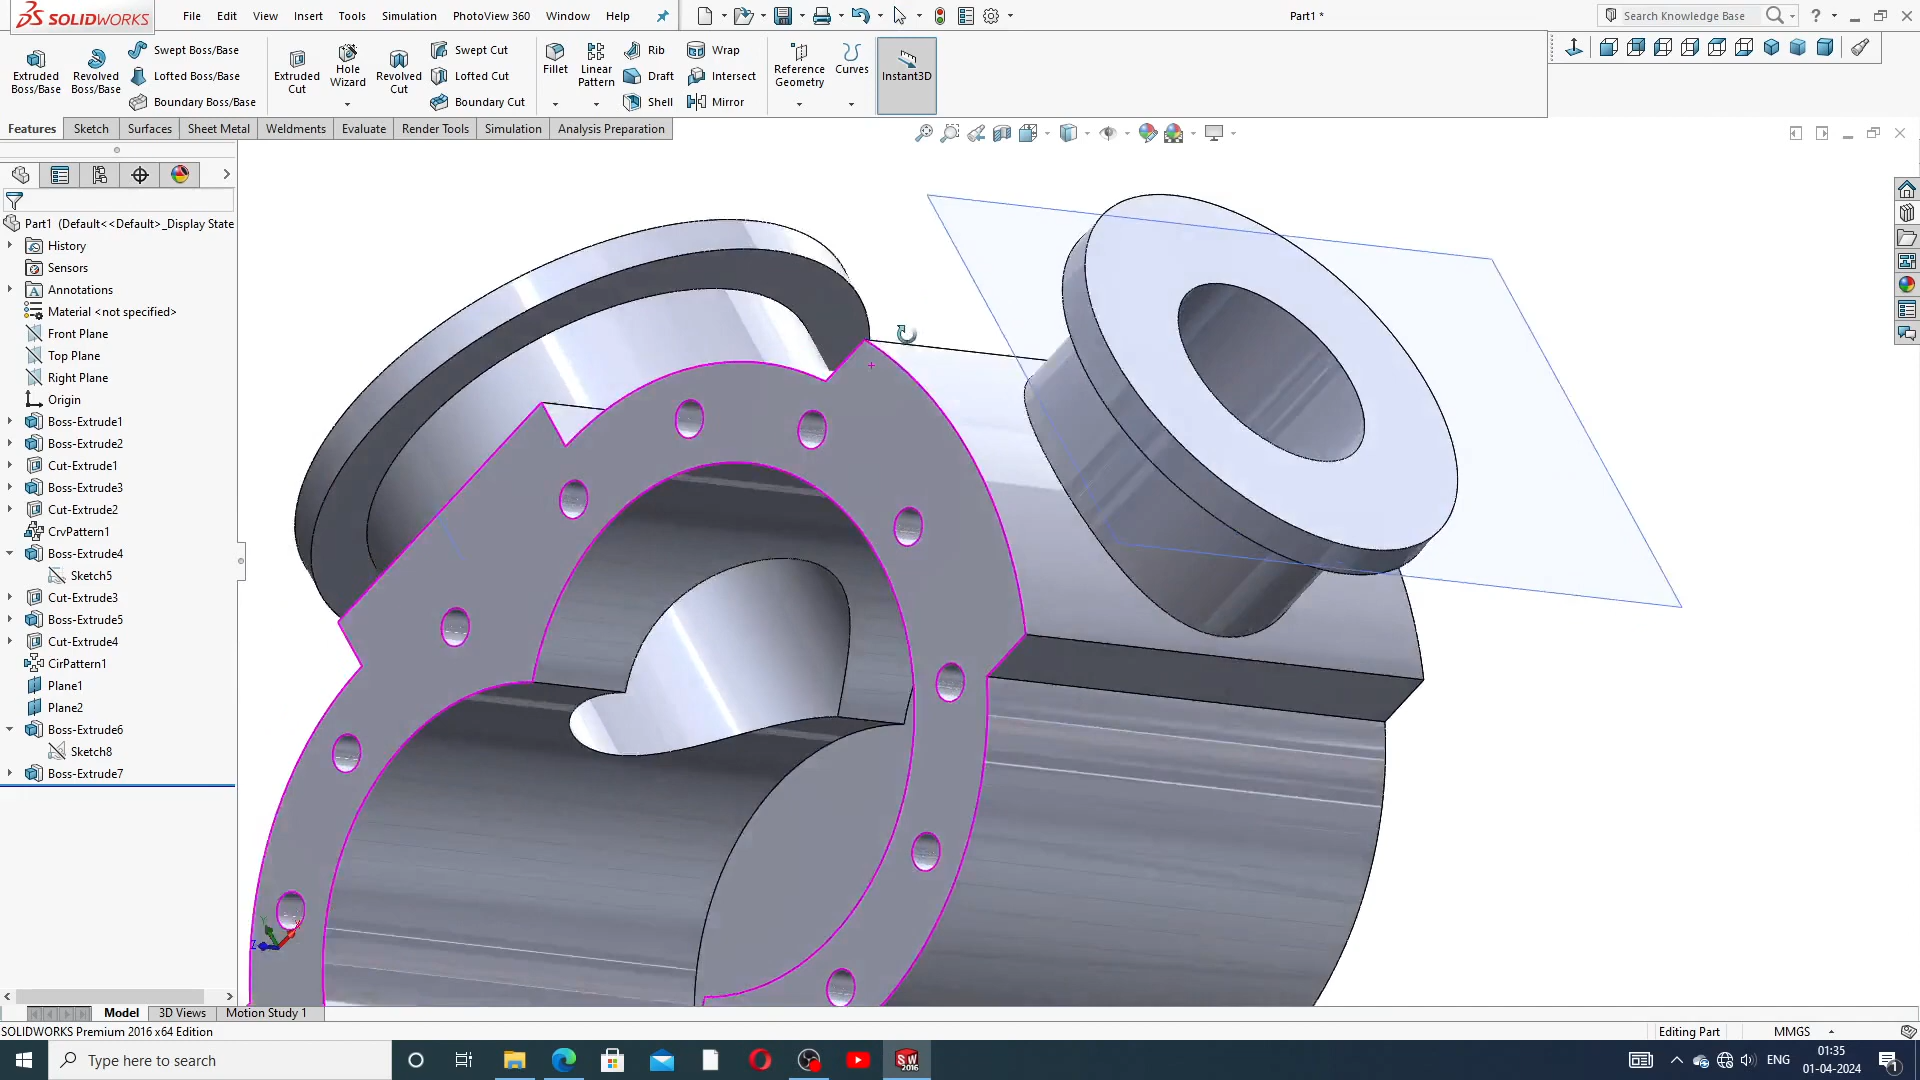 SOLIDWORKS
File Edit View Insert Tools Simulation PhotoView 360 Window Help
Part1 *
Search Knowledge Base
Extruded Boss/Base
Revolved Boss/Base
Swept Boss/Base
Lofted Boss/Base
Boundary Boss/Base
Extruded Cut
Hole Wizard
Revolved Cut
Swept Cut
Lofted Cut
Boundary Cut
Fillet
Linear Pattern
Rib
Draft
Shell
Wrap
Intersect
Mirror
Reference Geometry
Curves
Instant3D
Features Sketch Surfaces Sheet Metal Weldments Evaluate Render Tools Simulation Analysis Preparation
Part1 (Default<<Default>_Display State
History
Sensors
Annotations
Material <not specified>
Front Plane
Top Plane
Right Plane
Origin
Boss-Extrude1
Boss-Extrude2
Cut-Extrude1
Boss-Extrude3
Cut-Extrude2
CrvPattern1
Boss-Extrude4
Sketch5
Cut-Extrude3
Boss-Extrude5
Cut-Extrude4
CirPattern1
Plane1
Plane2
Boss-Extrude6
Sketch8
Boss-Extrude7
Model 3D Views Motion Study 1
SOLIDWORKS Premium 2016 x64 Edition
Editing Part
MMGS
Type here to search
SW
2016
ENG
01:35
01-04-2024
1